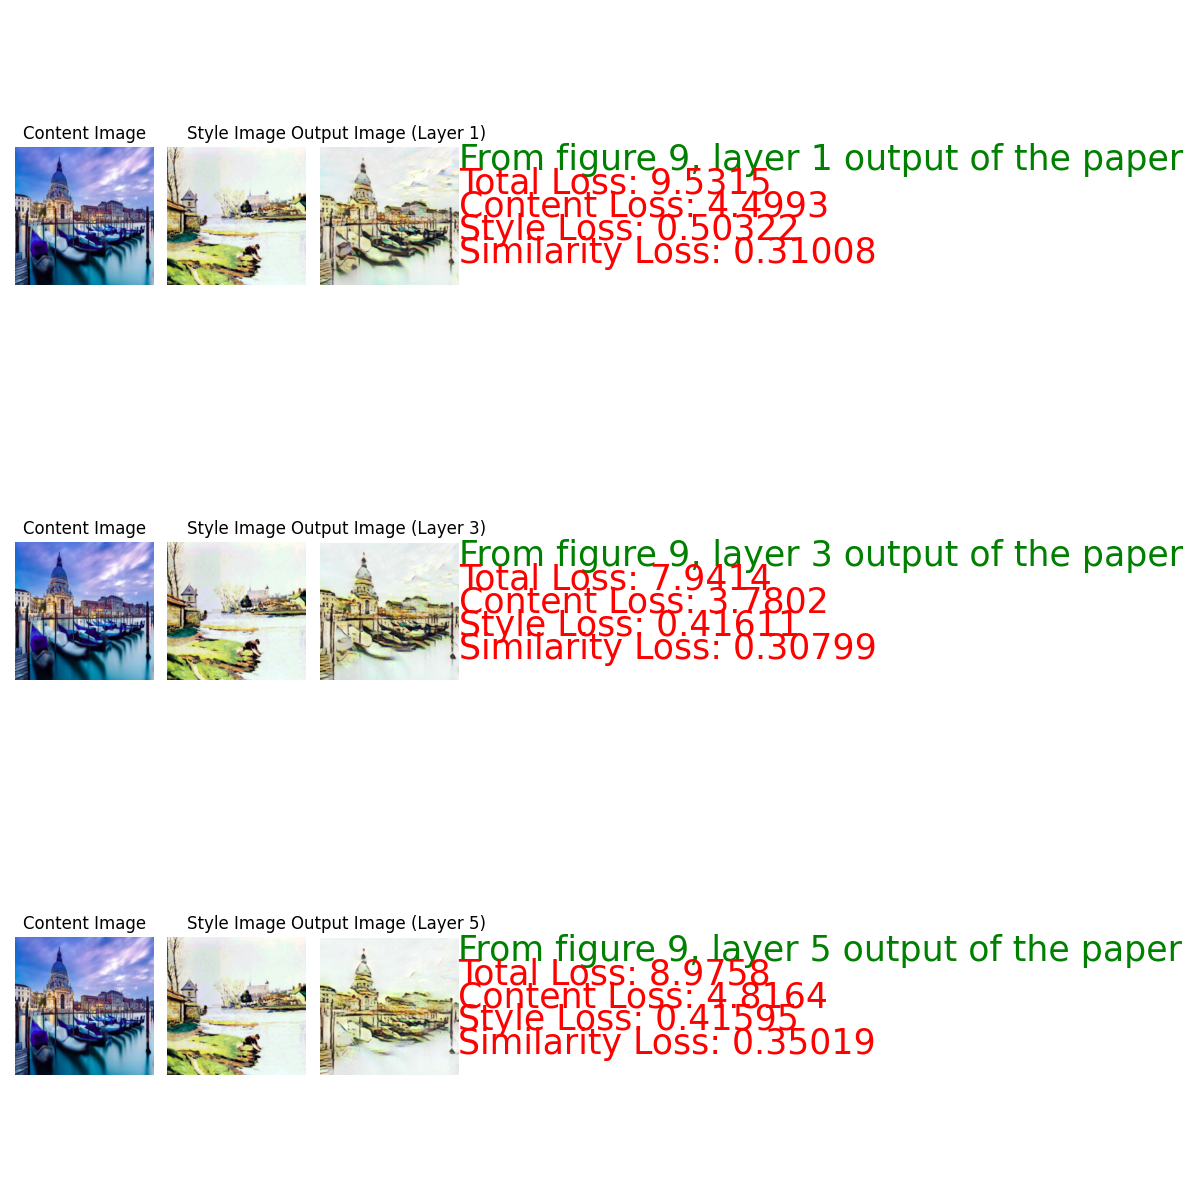 Content Image Style Image Output Image (Layer 1)
From figure 9, layer 1 output of the paper
Total Loss: 9.5315
Content Loss: 4.4993
Style Loss: 0.50322
Similarity Loss: 0.31008
Content Image Style Image Output Image (Layer 3)
From figure 9, layer 3 output of the paper
Total Loss: 7.9414
Content Loss: 3.7802
Style Loss: 0.41611
Similarity Loss: 0.30799
Content Image Style Image Output Image (Layer 5)
From figure 9, layer 5 output of the paper
Total Loss: 8.9758
Content Loss: 4.8164
Style Loss: 0.41595
Similarity Loss: 0.35019